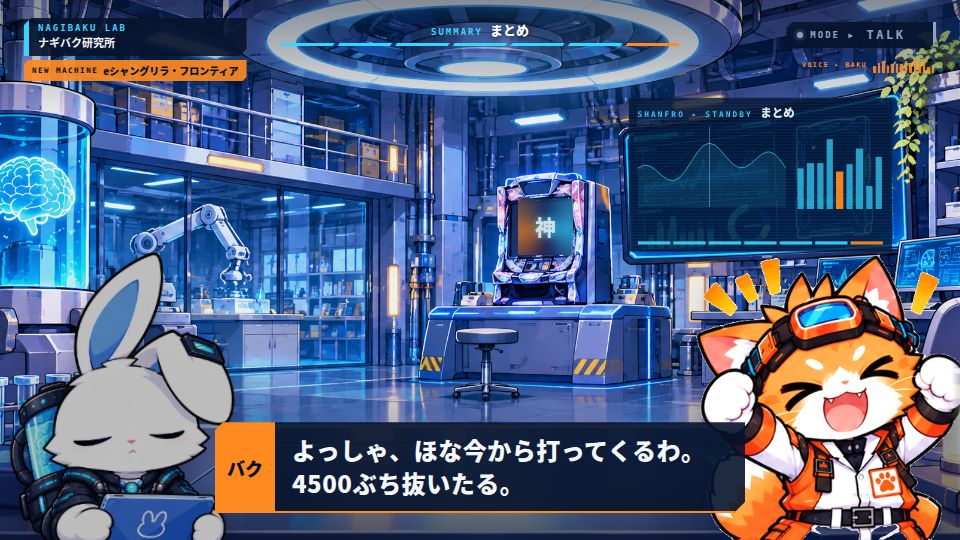 NAGIBAKU LAB
ナギバク研究所
NEW MACHINE eシャングリラ・フロンティア
SUMMARY まとめ
MODE ▸ TALK
VOICE ▸ BAKU
SHANFRO ▸ STANDBY まとめ
神
バク
よっしゃ、ほな今から打ってくるわ。
4500ぶち抜いたる。